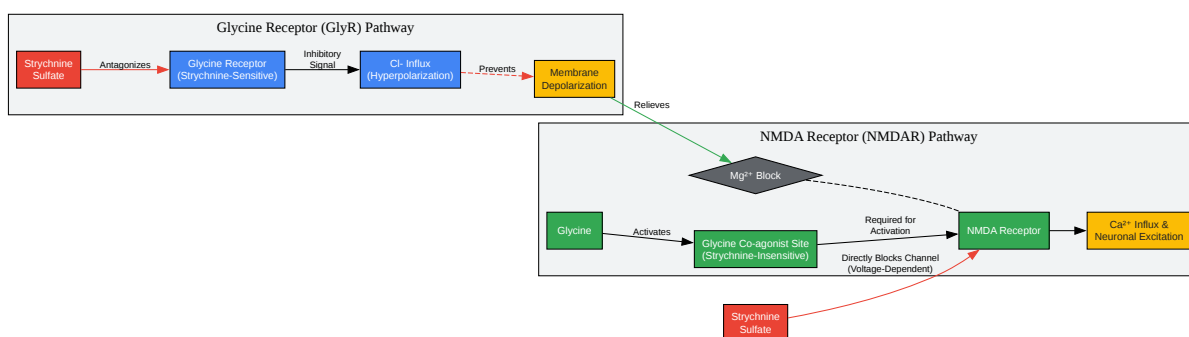 Glycine Receptor (GlyR) Pathway
Strychnine
Sulfate
Antagonizes
Glycine Receptor
(Strychnine-Sensitive)
Inhibitory
Signal
Cl- Influx
(Hyperpolarization)
Prevents
Membrane
Depolarization
Relieves
NMDA Receptor (NMDAR) Pathway
Mg²⁺ Block
Glycine
Activates
Glycine Co-agonist Site
(Strychnine-Insensitive)
Required for
Activation
NMDA Receptor
Ca²⁺ Influx &
Neuronal Excitation
Directly Blocks Channel
(Voltage-Dependent)
Strychnine
Sulfate